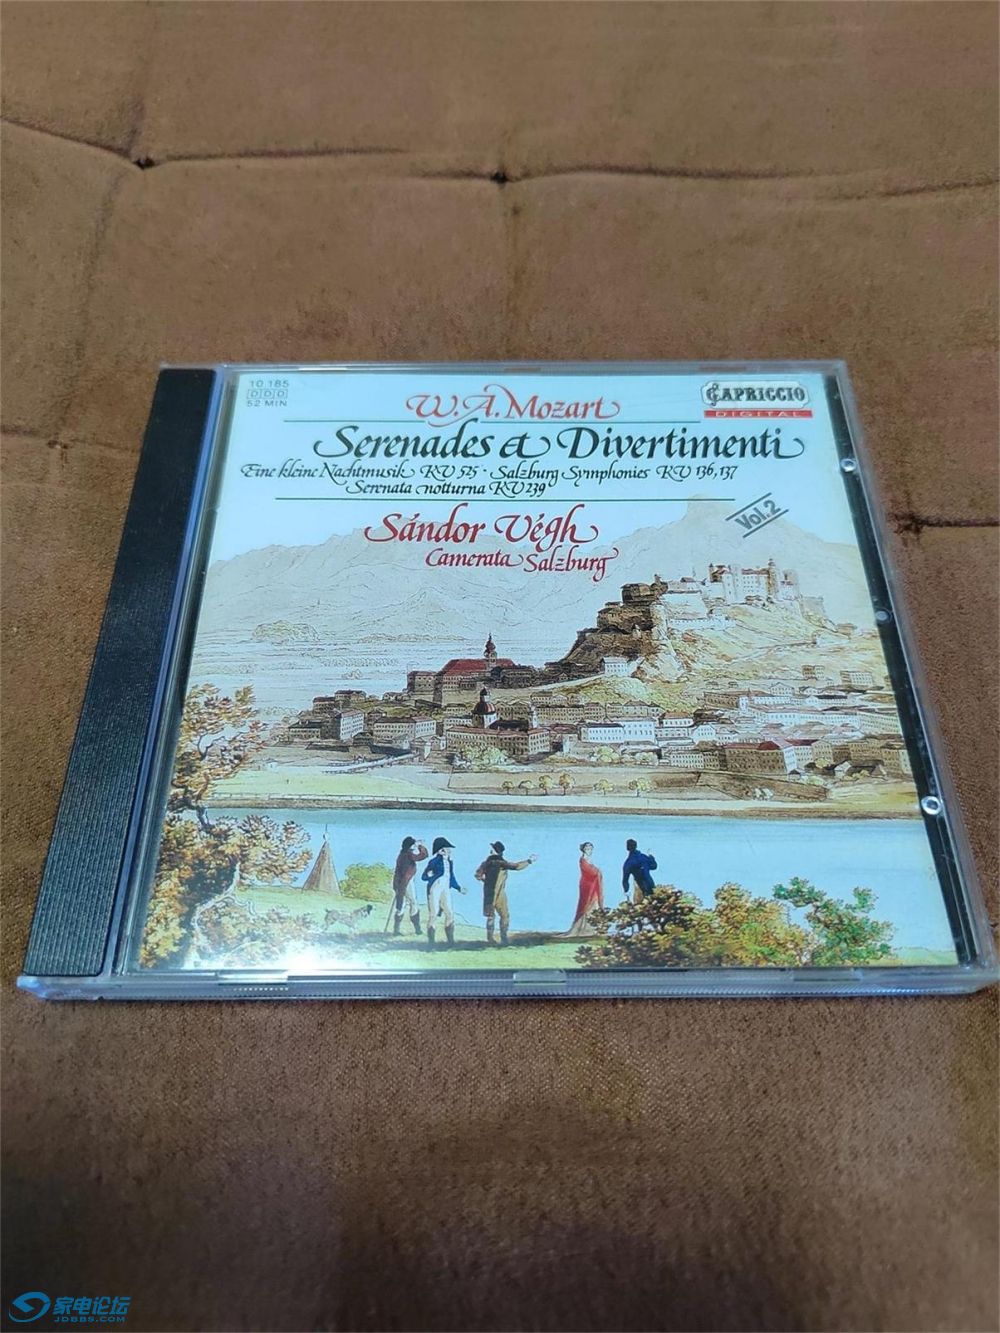 10 185
DDD
52 MIN
W.A. Mozart
CAPRICCIO
DIGITAL
Serenades et Divertimenti
Eine kleine Nachtmusik KV 525 · Salzburg Symphonies KV 136, 137
Serenata notturna KV 239
Vol. 2
Sándor Végh
Camerata Salzburg
家电论坛
JDBBS.COM